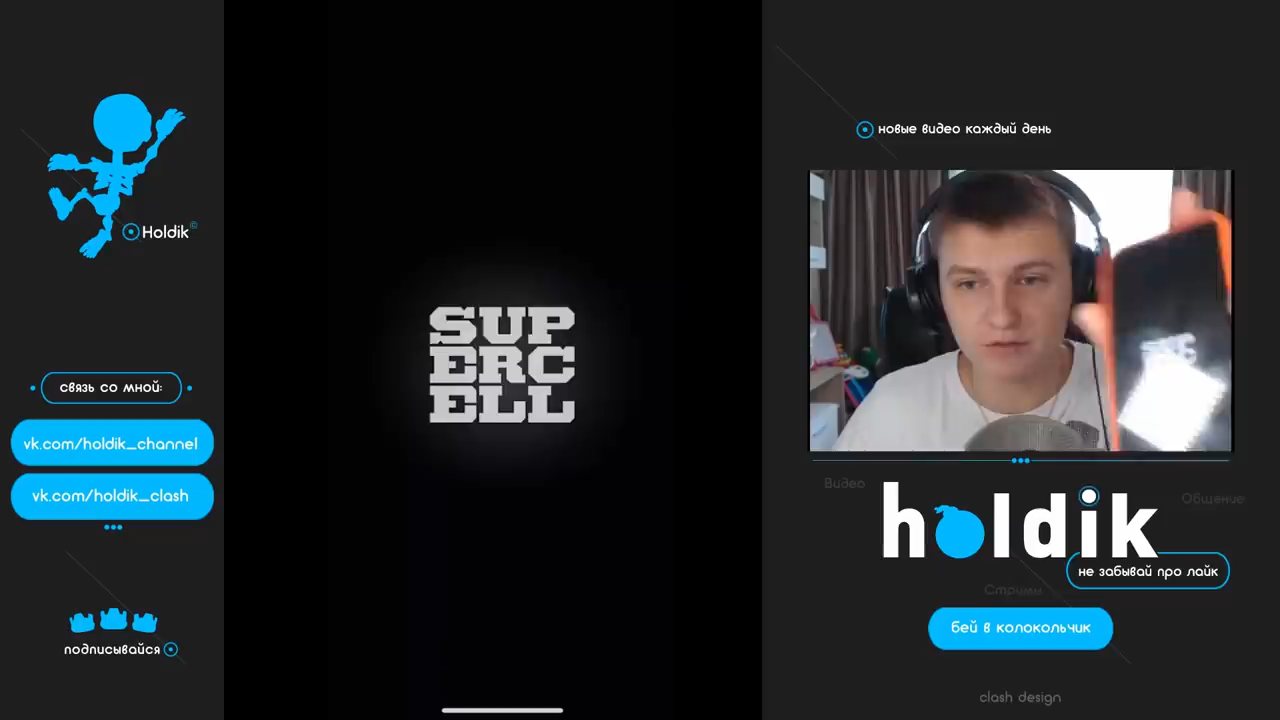 Holdik©
связь со мной:
vk.com/holdik_channel
vk.com/holdik_clash
подписывайся
SUP
ERC
ELL
новые видео каждый день
Видео
Общение
holdik
не забывай про лайк
Стримы
бей в колокольчик
clash design